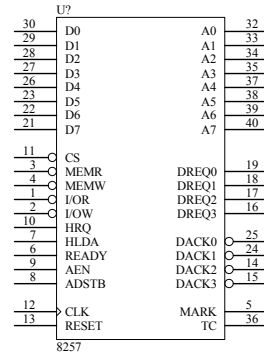 U?
30 D0 A0 32
29 D1 A1 33
28 D2 A2 34
27 D3 A3 35
26 D4 A4 37
23 D5 A5 38
22 D6 A6 39
21 D7 A7 40
11 CS
3 MEMR DREQ0 19
4 MEMW DREQ1 18
1 I/OR DREQ2 17
2 I/OW DREQ3 16
10 HRQ
7 HLDA DACK0 25
6 READY DACK1 24
9 AEN DACK2 14
8 ADSTB DACK3 15
12 CLK MARK 5
13 RESET TC 36
8257